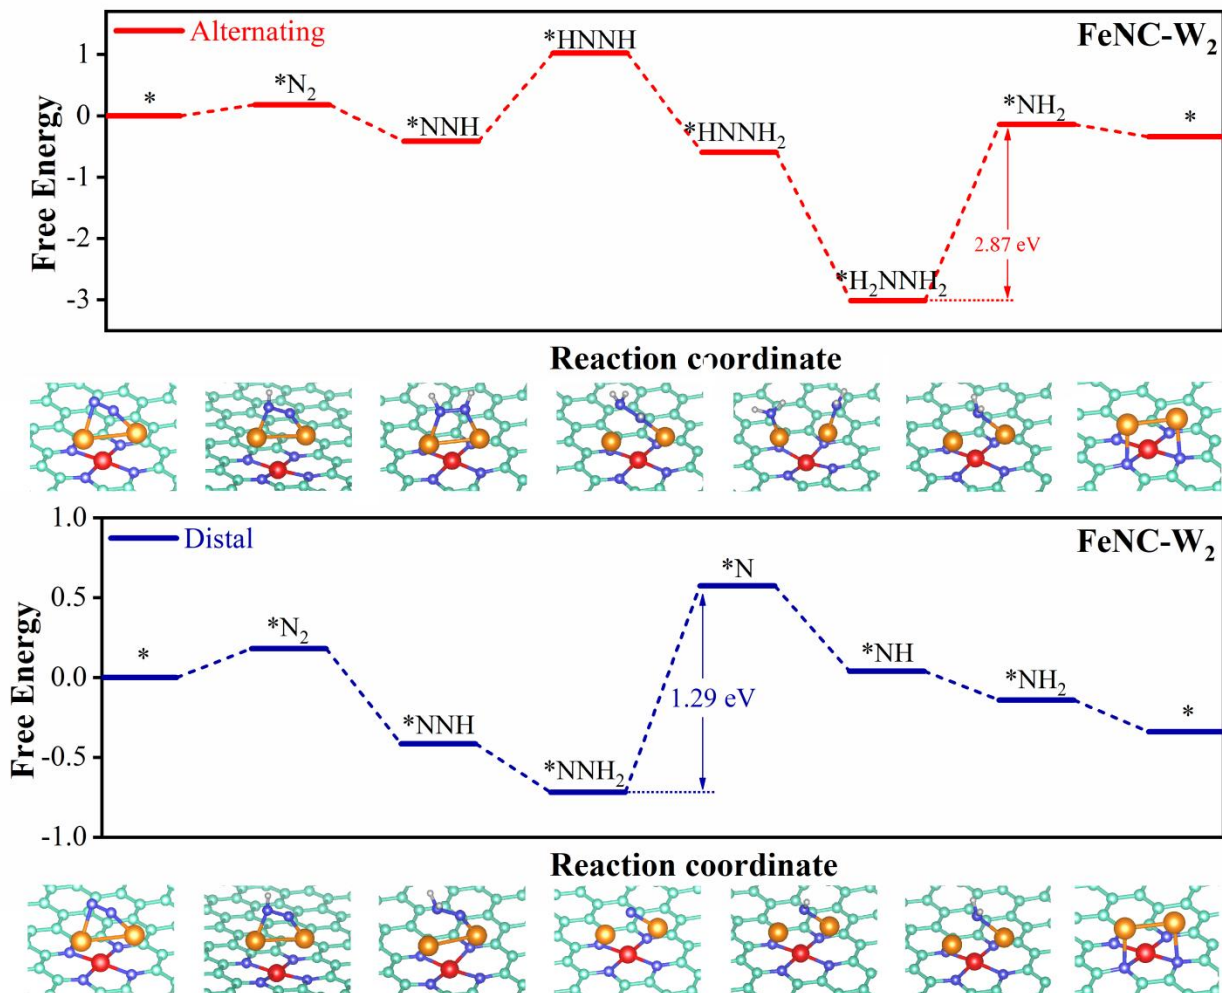 Alternating
FeNC-W₂
Free Energy
1
0
-1
-2
-3
*
*N₂
*NNH
*HNNH
*HNNH₂
*H₂NNH₂
*NH₂
*
2.87 eV
Reaction coordinate
Distal
FeNC-W₂
Free Energy
1.0
0.5
0.0
-0.5
-1.0
*
*N₂
*NNH
*NNH₂
*N
*NH
*NH₂
*
1.29 eV
Reaction coordinate